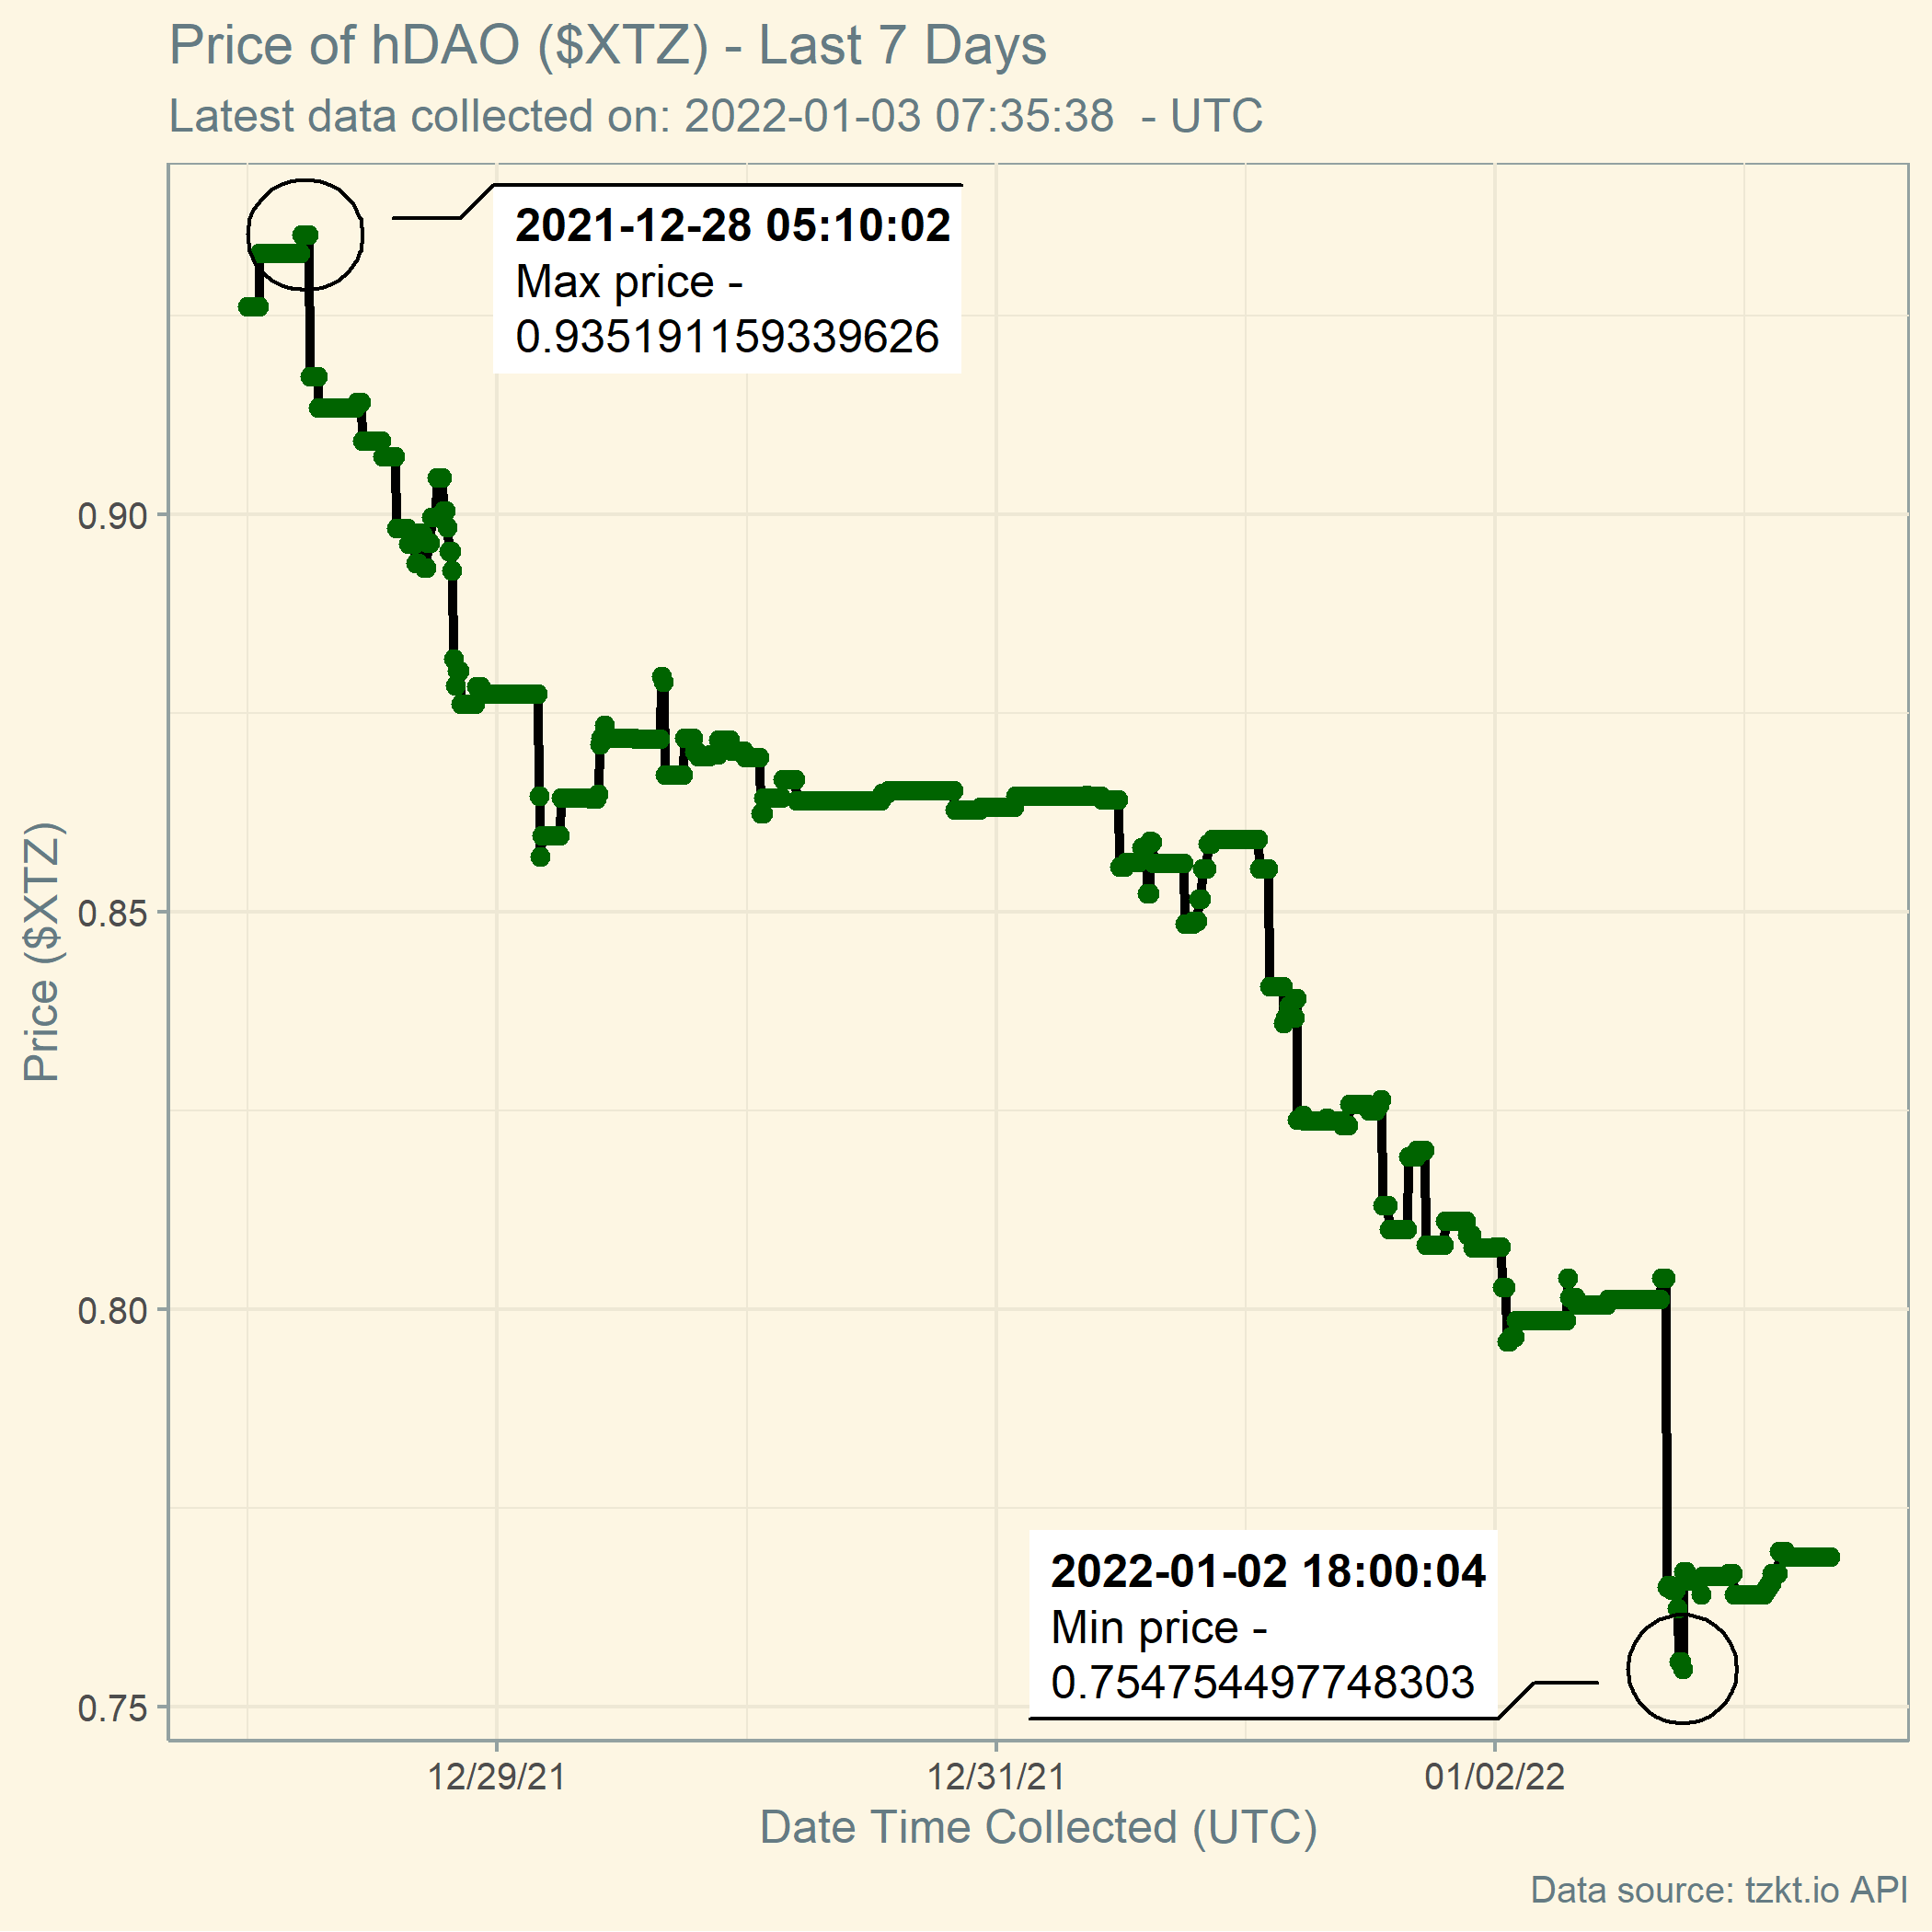 Price of hDAO ($XTZ) - Last 7 Days
Latest data collected on: 2022-01-03 07:35:38  - UTC
2021-12-28 05:10:02
Max price -
0.935191159339626
0.90
0.85
0.80
0.75
Price ($XTZ)
2022-01-02 18:00:04
Min price -
0.754754497748303
12/29/21
12/31/21
01/02/22
Date Time Collected (UTC)
Data source: tzkt.io API